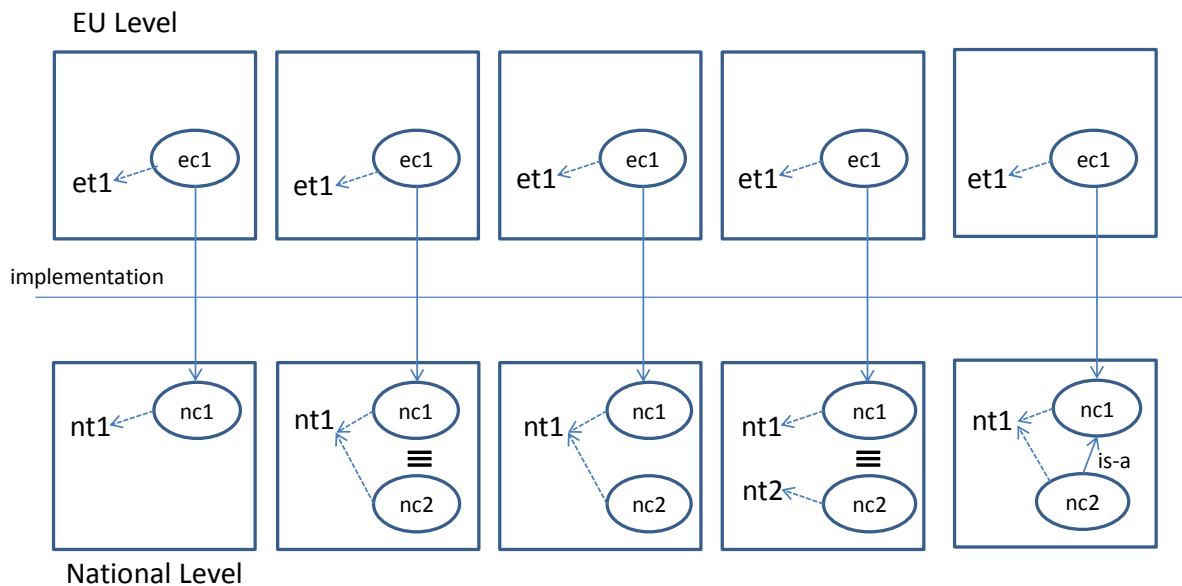 EU Level
ec1 ec1 ec1 ec1 ec1
et1 et1 et1 et1 et1
implementation
nc1 nc1 nc1 nc1 nc1
nt1 nt1 nt1 nt1 nt1
≡ ≡ is-a
nt2
nc2 nc2 nc2 nc2
National Level